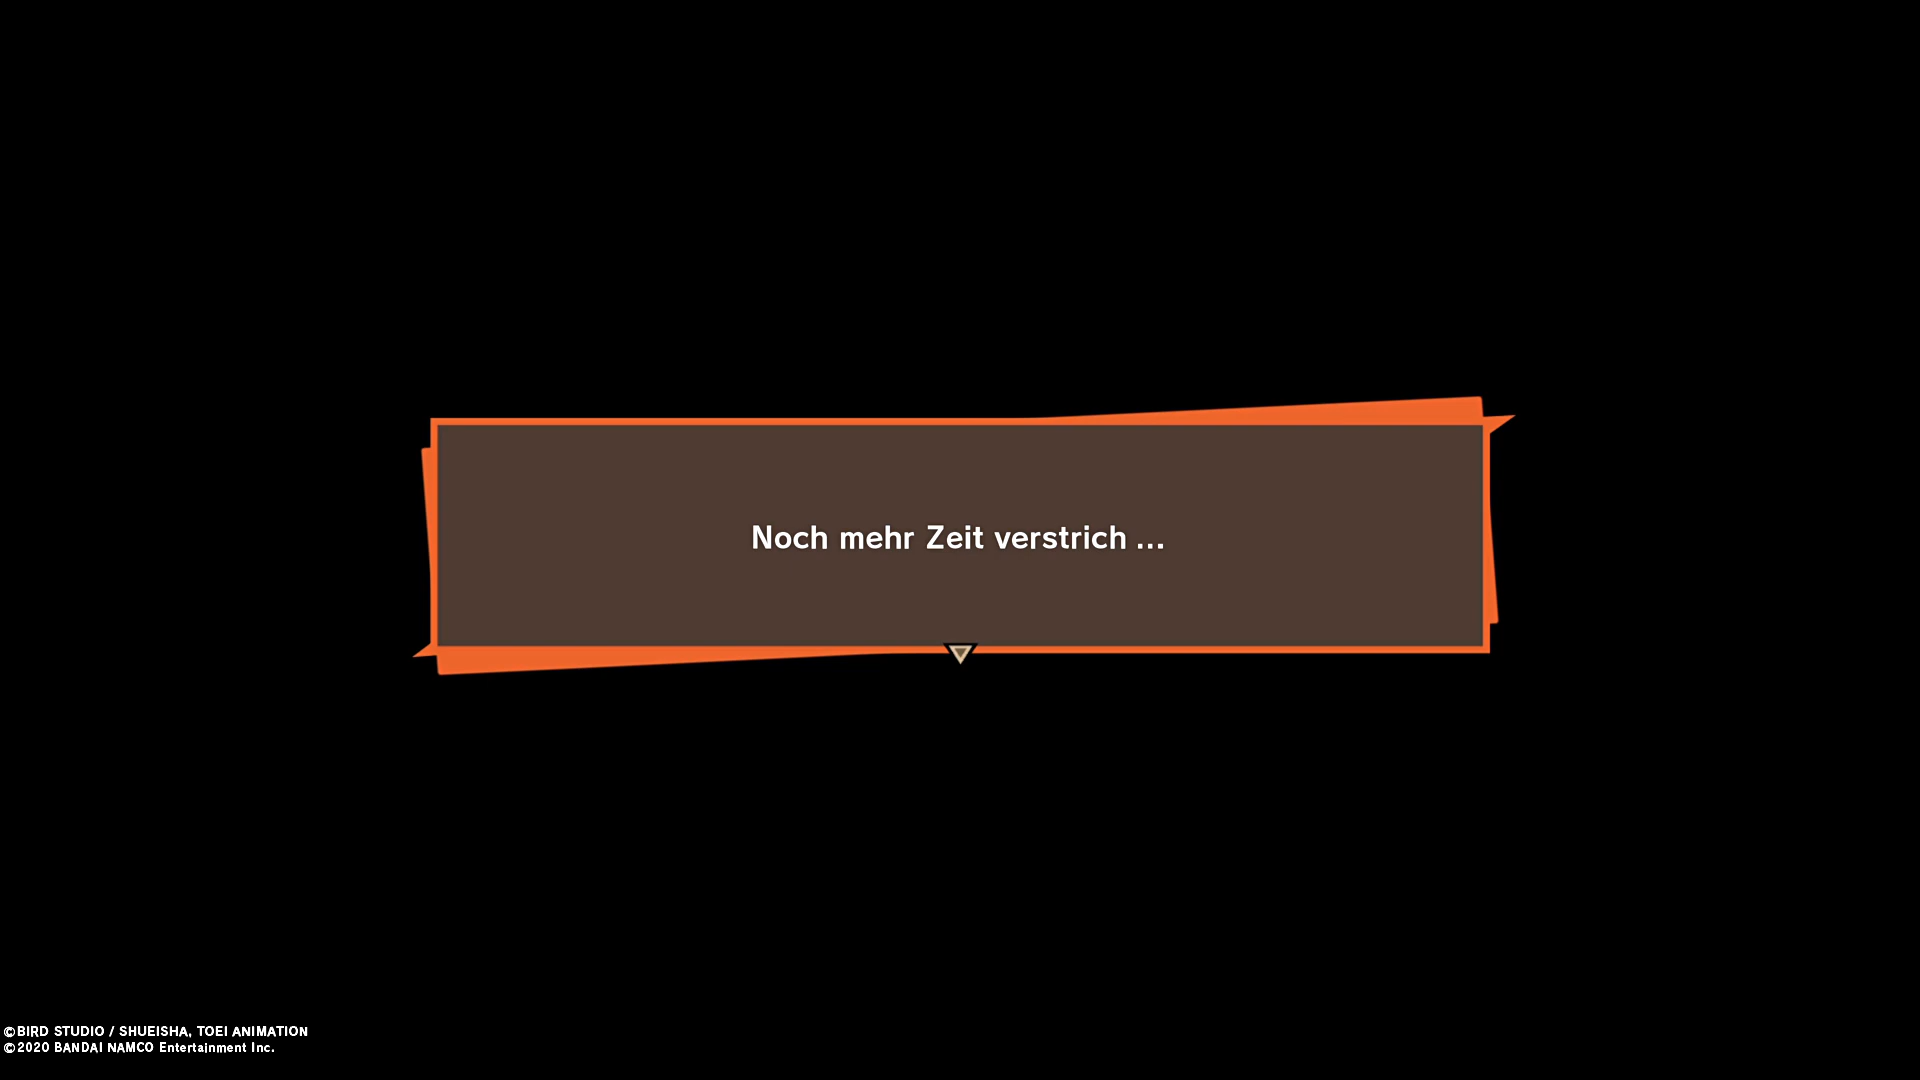 Noch mehr Zeit verstrich ...
©BIRD STUDIO / SHUEISHA, TOEI ANIMATION
©2020 BANDAI NAMCO Entertainment Inc.